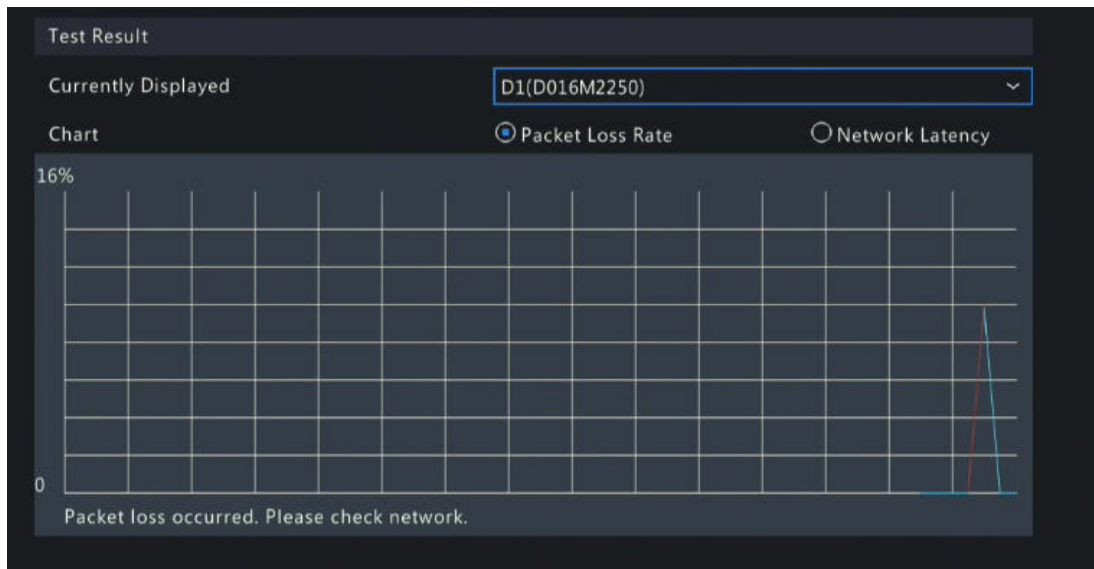 Test Result
Currently Displayed D1(D016M2250)
Chart Packet Loss Rate Network Latency
16%
0
Packet loss occurred. Please check network.